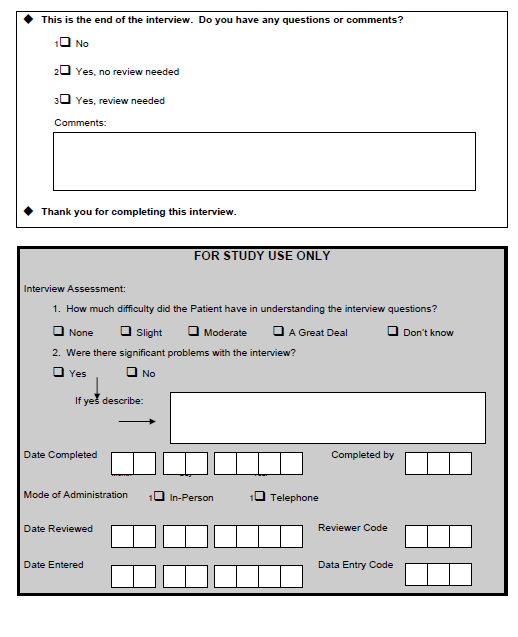 ◆ This is the end of the interview. Do you have any questions or comments?
1❑ No
2❑ Yes, no review needed
3❑ Yes, review needed
Comments:
◆ Thank you for completing this interview.
FOR STUDY USE ONLY
Interview Assessment:
1. How much difficulty did the Patient have in understanding the interview questions?
❑ None ❑ Slight ❑ Moderate ❑ A Great Deal ❑ Don't know
2. Were there significant problems with the interview?
❑ Yes ❑ No
If yes describe:
Date Completed Completed by
Mode of Administration 1❑ In-Person 1❑ Telephone
Date Reviewed Reviewer Code
Date Entered Data Entry Code